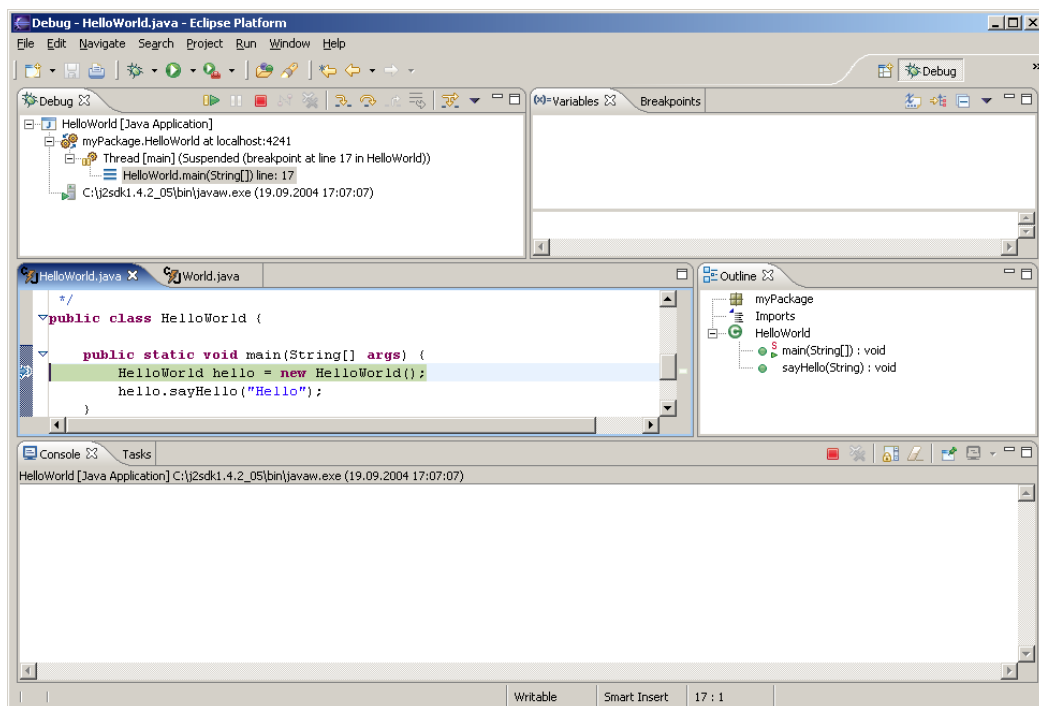 Debug - HelloWorld.java - Eclipse Platform
File Edit Navigate Search Project Run Window Help
Debug
Debug
(x)=Variables Breakpoints
HelloWorld [Java Application]
myPackage.HelloWorld at localhost:4241
Thread [main] (Suspended (breakpoint at line 17 in HelloWorld))
HelloWorld.main(String[]) line: 17
C:\j2sdk1.4.2_05\bin\javaw.exe (19.09.2004 17:07:07)
HelloWorld.java World.java
*/
public class HelloWorld {
public static void main(String[] args) {
HelloWorld hello = new HelloWorld();
hello.sayHello("Hello");
}
Outline
myPackage
Imports
HelloWorld
main(String[]) : void
sayHello(String) : void
Console Tasks
HelloWorld [Java Application] C:\j2sdk1.4.2_05\bin\javaw.exe (19.09.2004 17:07:07)
Writable Smart Insert 17 : 1